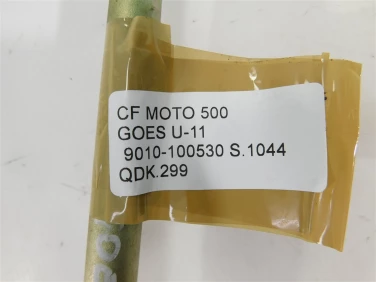 CF MOTO 500
GOES U-11
9010-100530 S.1044
QDK.299